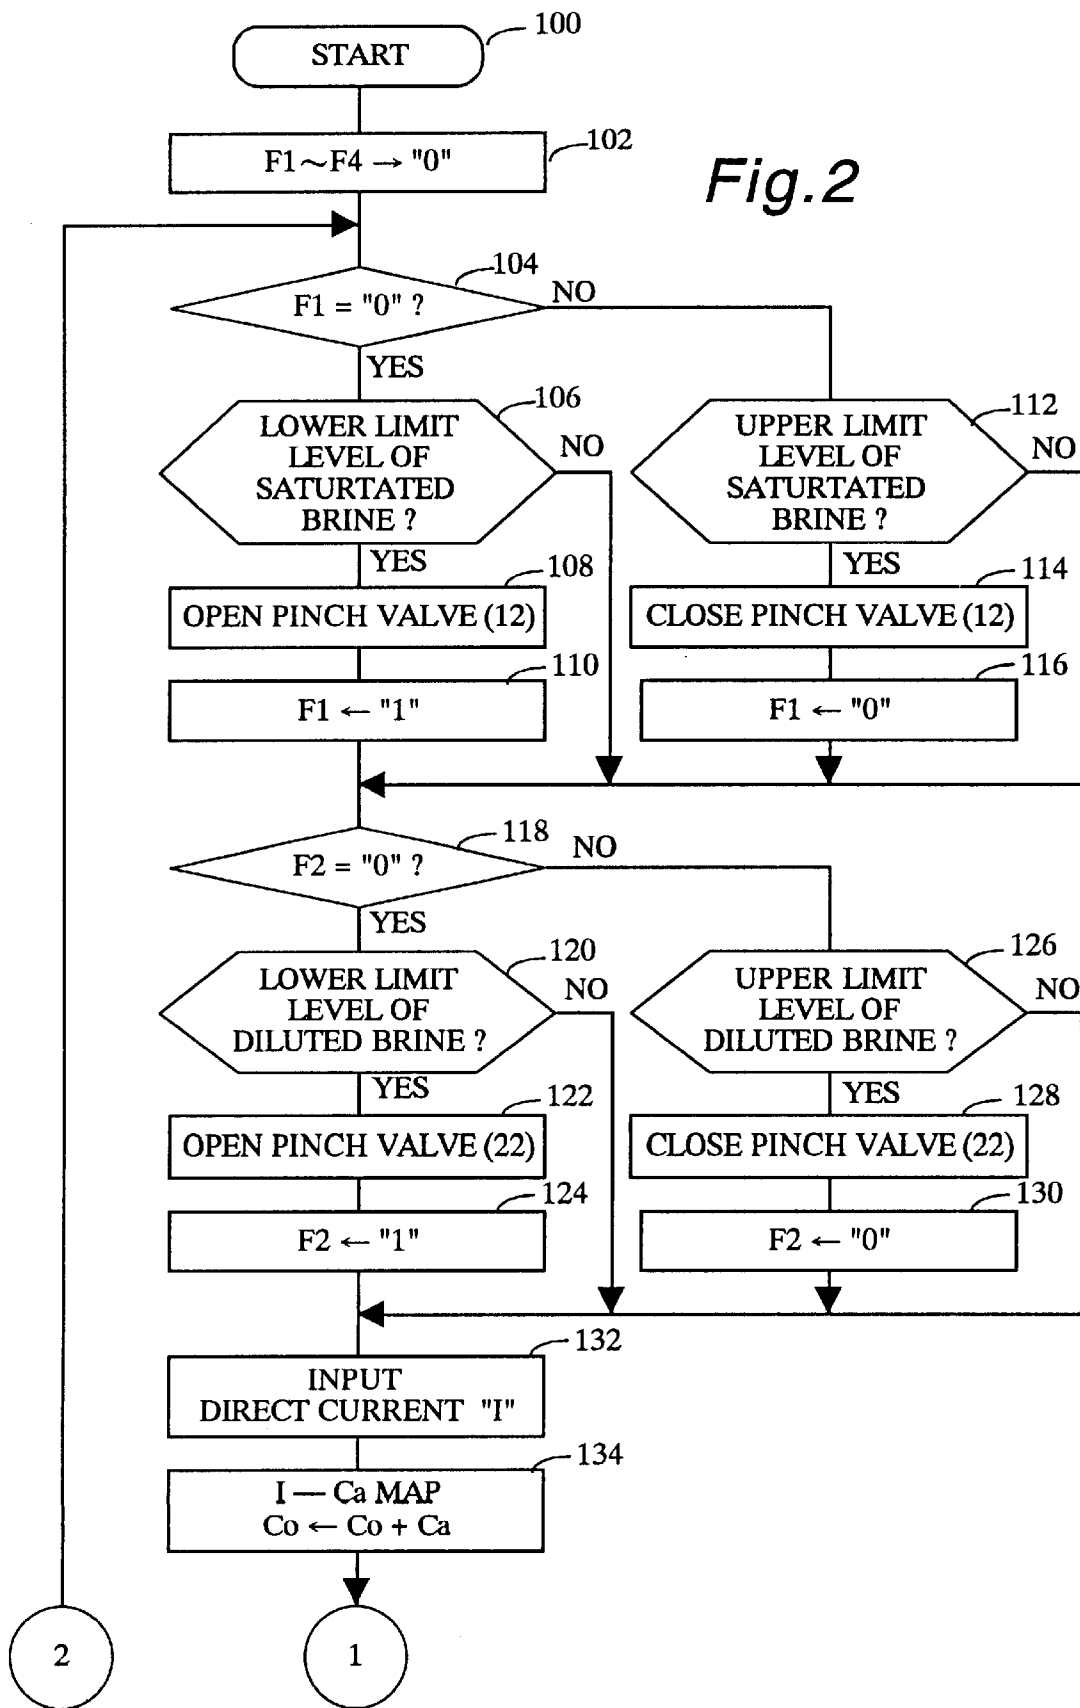 100
START
F1~F4 → "0"
102
Fig.2
104
F1 = "0" ?
NO
YES
106
LOWER LIMIT
LEVEL OF
SATURTATED
BRINE ?
NO
112
UPPER LIMIT
LEVEL OF
SATURTATED
BRINE ?
NO
YES
108
OPEN PINCH VALVE (12)
YES
114
CLOSE PINCH VALVE (12)
110
F1 ← "1"
116
F1 ← "0"
118
F2 = "0" ?
NO
YES
120
LOWER LIMIT
LEVEL OF
DILUTED BRINE ?
NO
126
UPPER LIMIT
LEVEL OF
DILUTED BRINE ?
NO
YES
122
OPEN PINCH VALVE (22)
YES
128
CLOSE PINCH VALVE (22)
124
F2 ← "1"
130
F2 ← "0"
132
INPUT
DIRECT CURRENT "I"
134
I — Ca MAP
Co ← Co + Ca
2
1